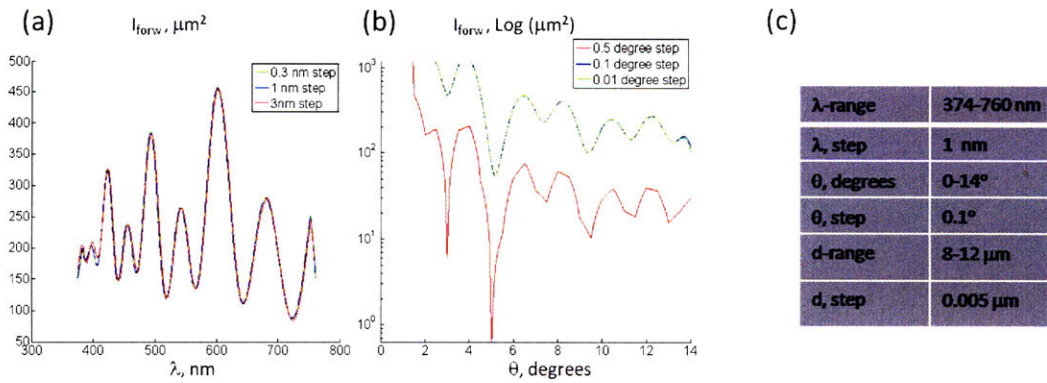 (a)
I forw , μm²
0.3 nm step
1 nm step
3nm step
500
450
400
350
300
250
200
150
100
50
300 400 500 600 700 800
λ, nm
(b)
I forw , Log (μm²)
0.5 degree step
0.1 degree step
0.01 degree step
10³
10²
10¹
10⁰
2 4 6 8 10 12 14
θ, degrees
(c)
λ-range 374-760 nm
λ, step 1 nm
θ, degrees 0-14°
θ, step 0.1°
d-range 8-12 μm
d, step 0.005 μm